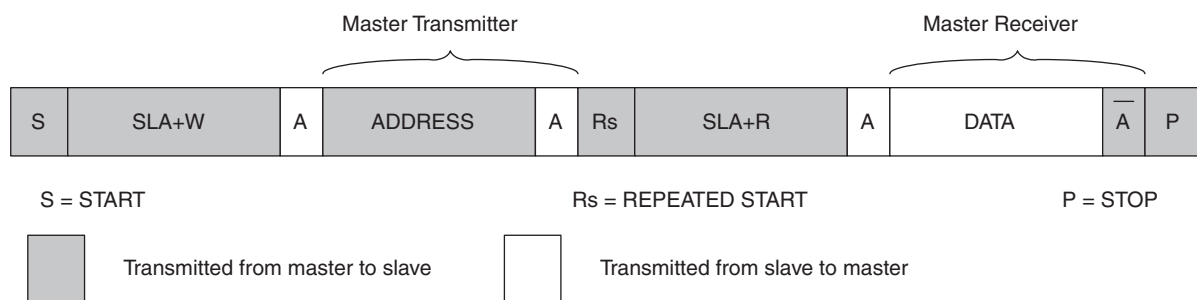 Master Transmitter Master Receiver
S SLA+W A ADDRESS A Rs SLA+R A DATA A̅ P
S = START Rs = REPEATED START P = STOP
Transmitted from master to slave Transmitted from slave to master